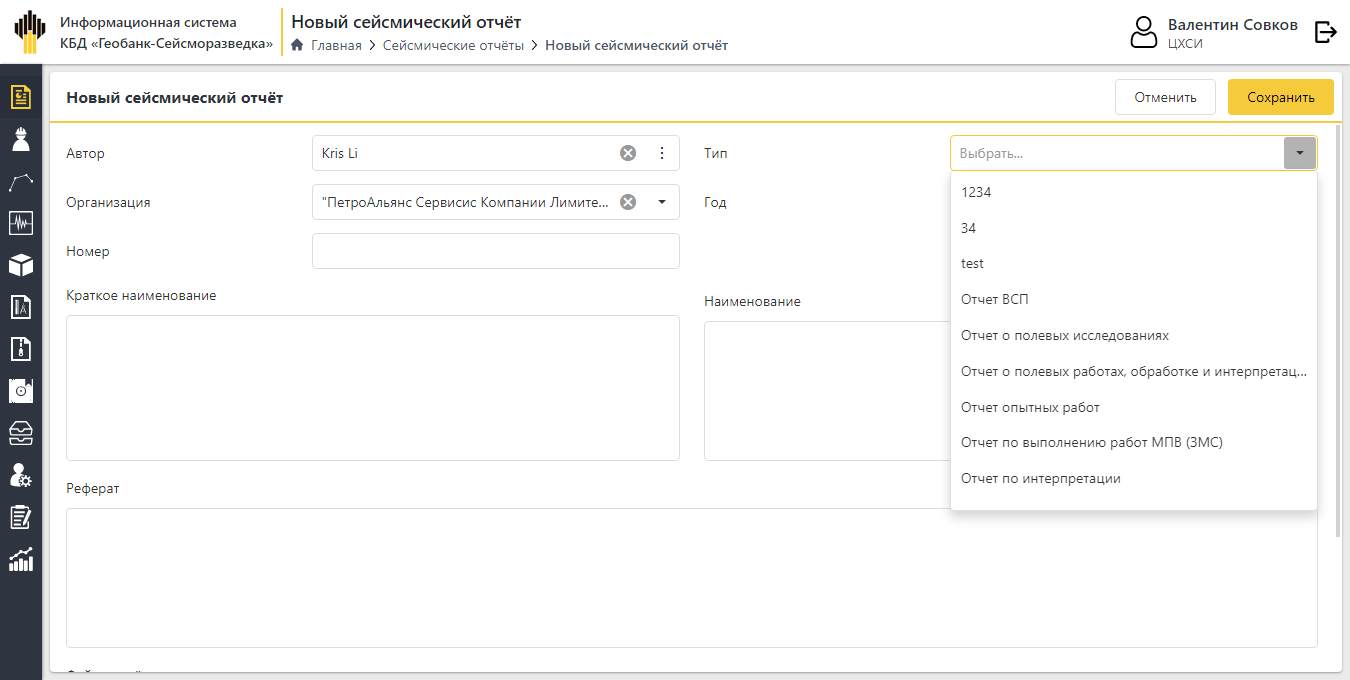 Информационная система
КБД «Геобанк-Сейсморазведка»
Новый сейсмический отчёт
Главная > Сейсмические отчёты > Новый сейсмический отчёт
Валентин Совков
ЦХСИ
Новый сейсмический отчёт
Отменить
Сохранить
Автор
Kris Li
Тип
Выбрать...
Организация
"ПетроАльянс Сервисис Компании Лимите...
Год
Номер
1234
34
test
Отчет ВСП
Отчет о полевых исследованиях
Отчет о полевых работах, обработке и интерпретац...
Отчет опытных работ
Отчет по выполнению работ МПВ (ЗМС)
Отчет по интерпретации
Краткое наименование
Наименование
Реферат